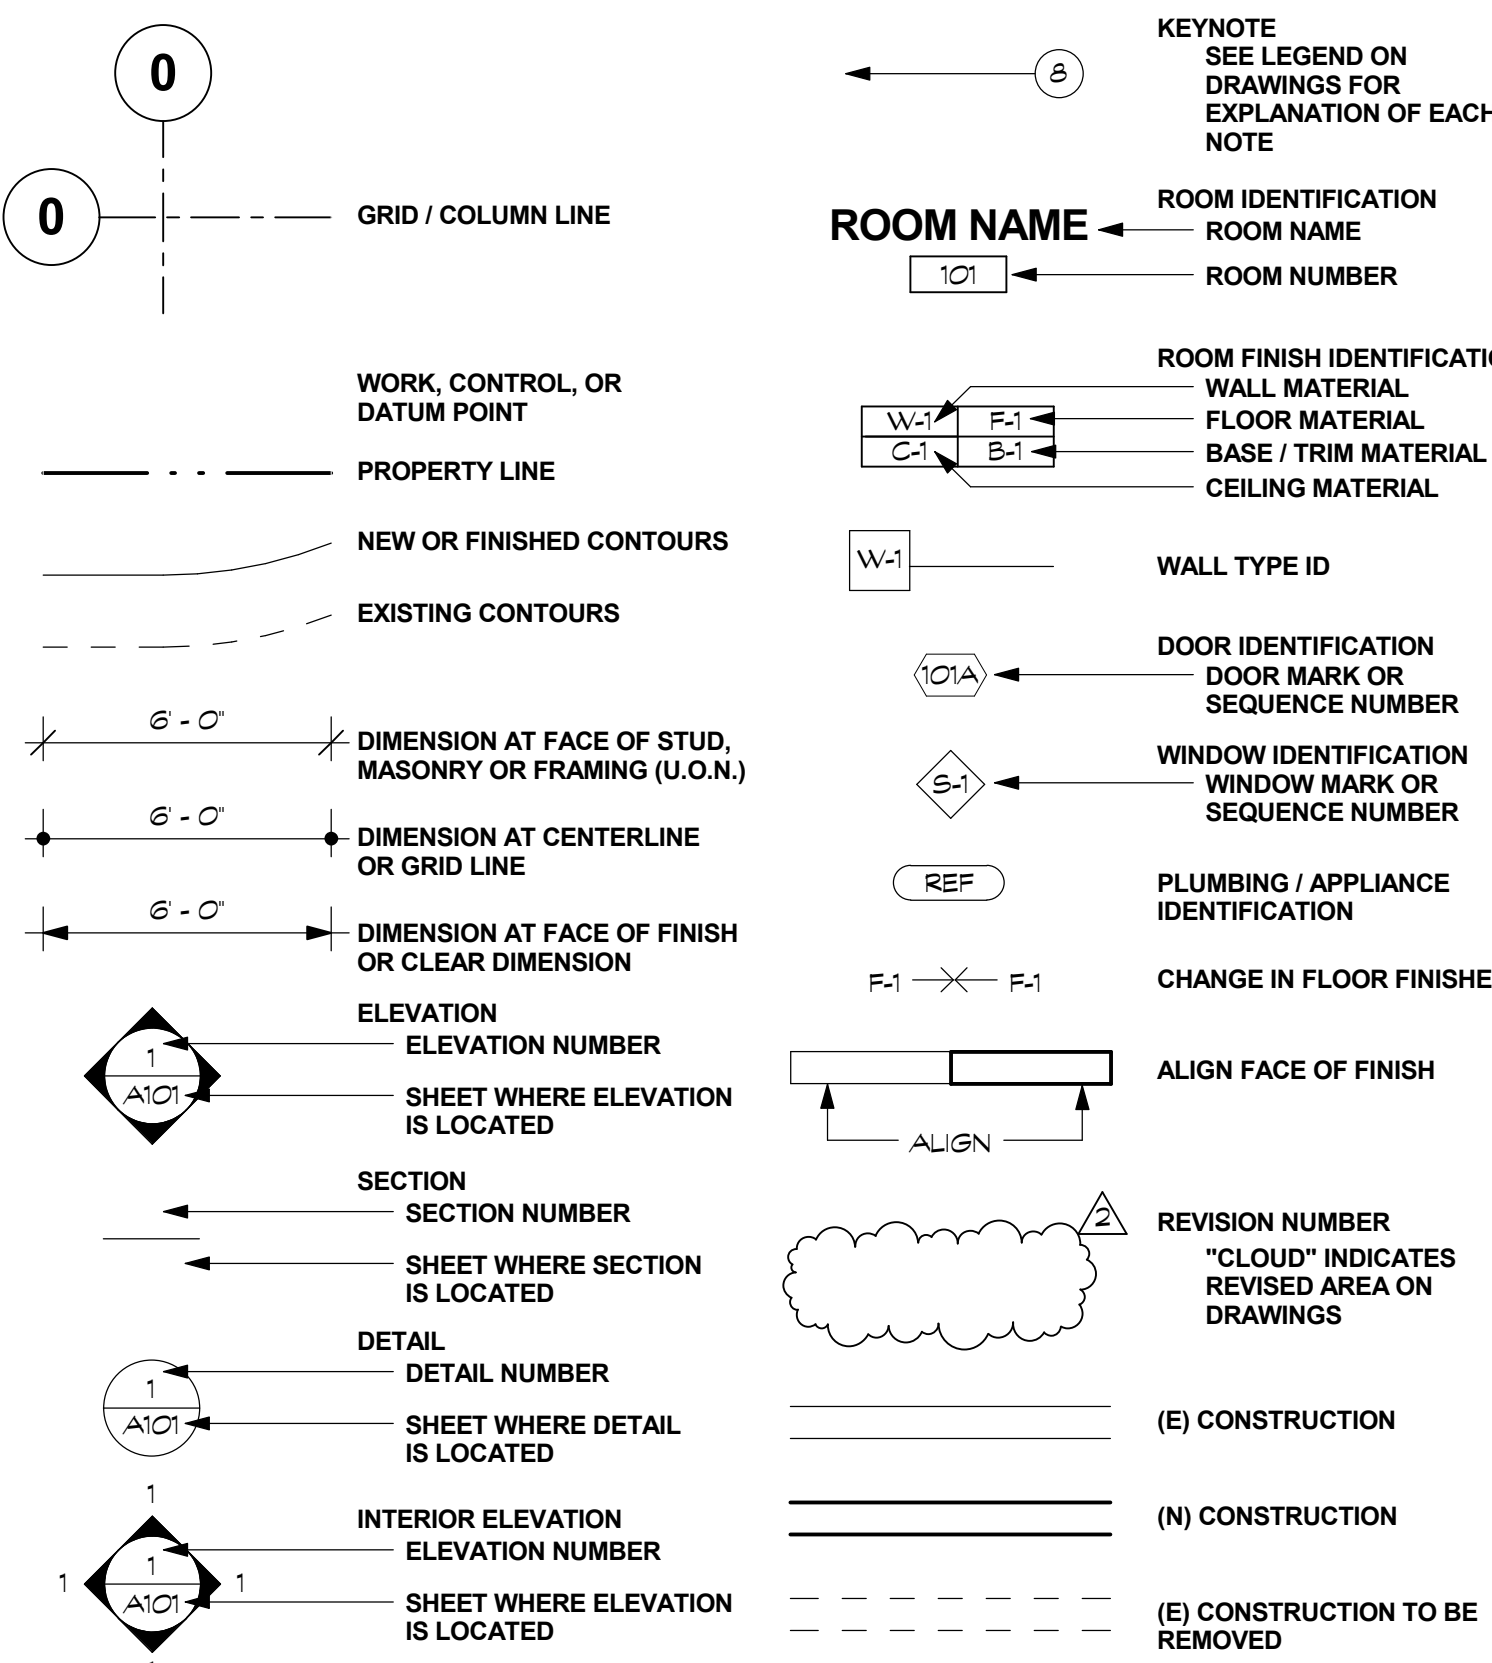 0
0
GRID / COLUMN LINE
WORK, CONTROL, OR
DATUM POINT
PROPERTY LINE
NEW OR FINISHED CONTOURS
EXISTING CONTOURS
6' - 0"
DIMENSION AT FACE OF STUD,
MASONRY OR FRAMING (U.O.N.)
6' - 0"
DIMENSION AT CENTERLINE
OR GRID LINE
6' - 0"
DIMENSION AT FACE OF FINISH
OR CLEAR DIMENSION
ELEVATION
1
ELEVATION NUMBER
A101
SHEET WHERE ELEVATION
IS LOCATED
SECTION
SECTION NUMBER
SHEET WHERE SECTION
IS LOCATED
DETAIL
1
DETAIL NUMBER
A101
SHEET WHERE DETAIL
IS LOCATED
1
INTERIOR ELEVATION
1
ELEVATION NUMBER
1
1
A101
SHEET WHERE ELEVATION
IS LOCATED
KEYNOTE
8
SEE LEGEND ON
DRAWINGS FOR
EXPLANATION OF EACH
NOTE
ROOM IDENTIFICATION
ROOM NAME
ROOM NAME
101
ROOM NUMBER
ROOM FINISH IDENTIFICATIO
WALL MATERIAL
W-1 F-1
FLOOR MATERIAL
C-1 B-1
BASE / TRIM MATERIAL
CEILING MATERIAL
W-1
WALL TYPE ID
DOOR IDENTIFICATION
101A
DOOR MARK OR
SEQUENCE NUMBER
WINDOW IDENTIFICATION
S-1
WINDOW MARK OR
SEQUENCE NUMBER
REF
PLUMBING / APPLIANCE
IDENTIFICATION
F-1 F-1
CHANGE IN FLOOR FINISHE
ALIGN FACE OF FINISH
ALIGN
2
REVISION NUMBER
"CLOUD" INDICATES
REVISED AREA ON
DRAWINGS
(E) CONSTRUCTION
(N) CONSTRUCTION
(E) CONSTRUCTION TO BE
REMOVED